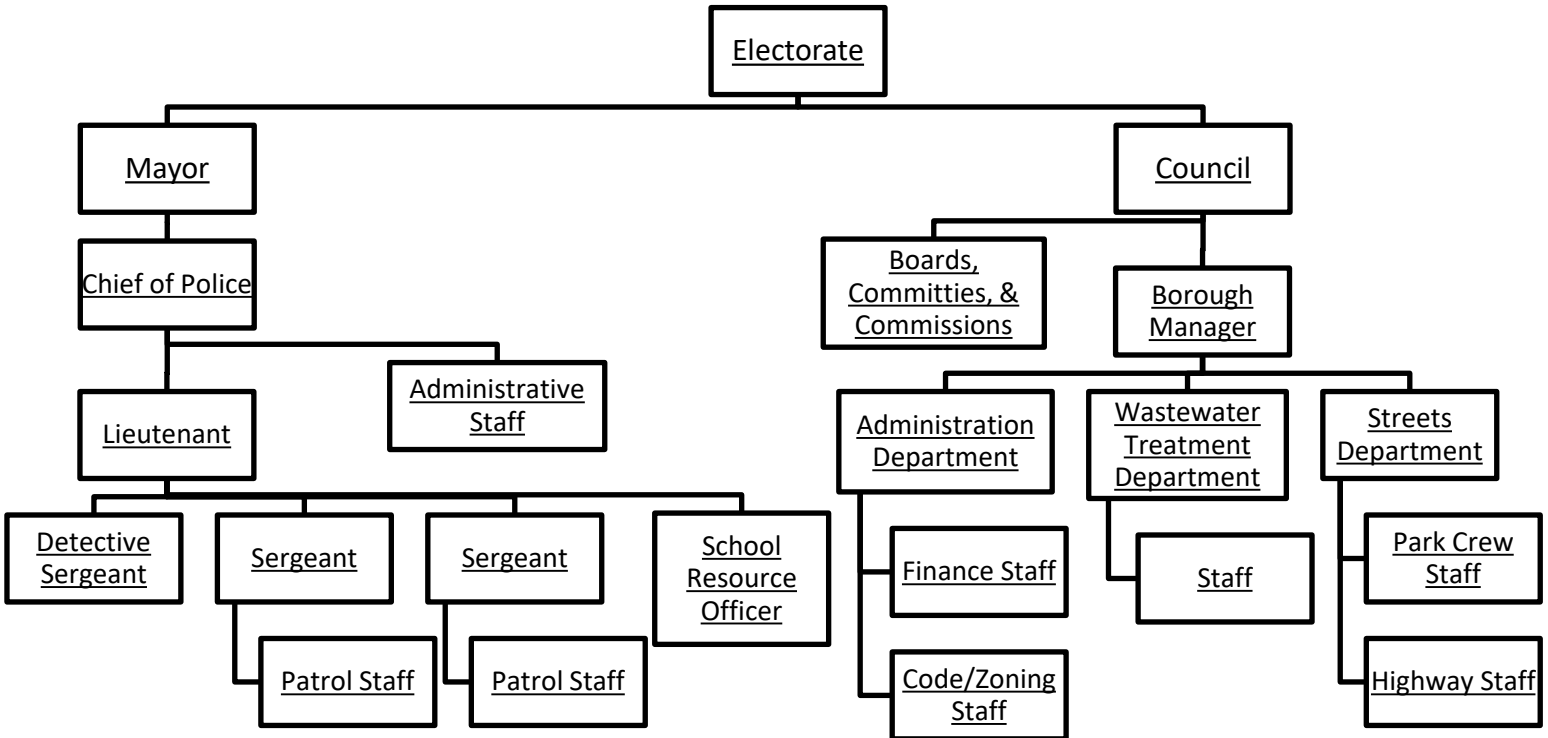 Electorate
Mayor
Council
Chief of Police
Boards,
Committies, &
Commissions
Borough
Manager
Lieutenant
Administrative
Staff
Administration
Department
Wastewater
Treatment
Department
Streets
Department
Detective
Sergeant
Sergeant
Sergeant
School
Resource
Officer
Finance Staff
Staff
Park Crew
Staff
Patrol Staff
Patrol Staff
Code/Zoning
Staff
Highway Staff